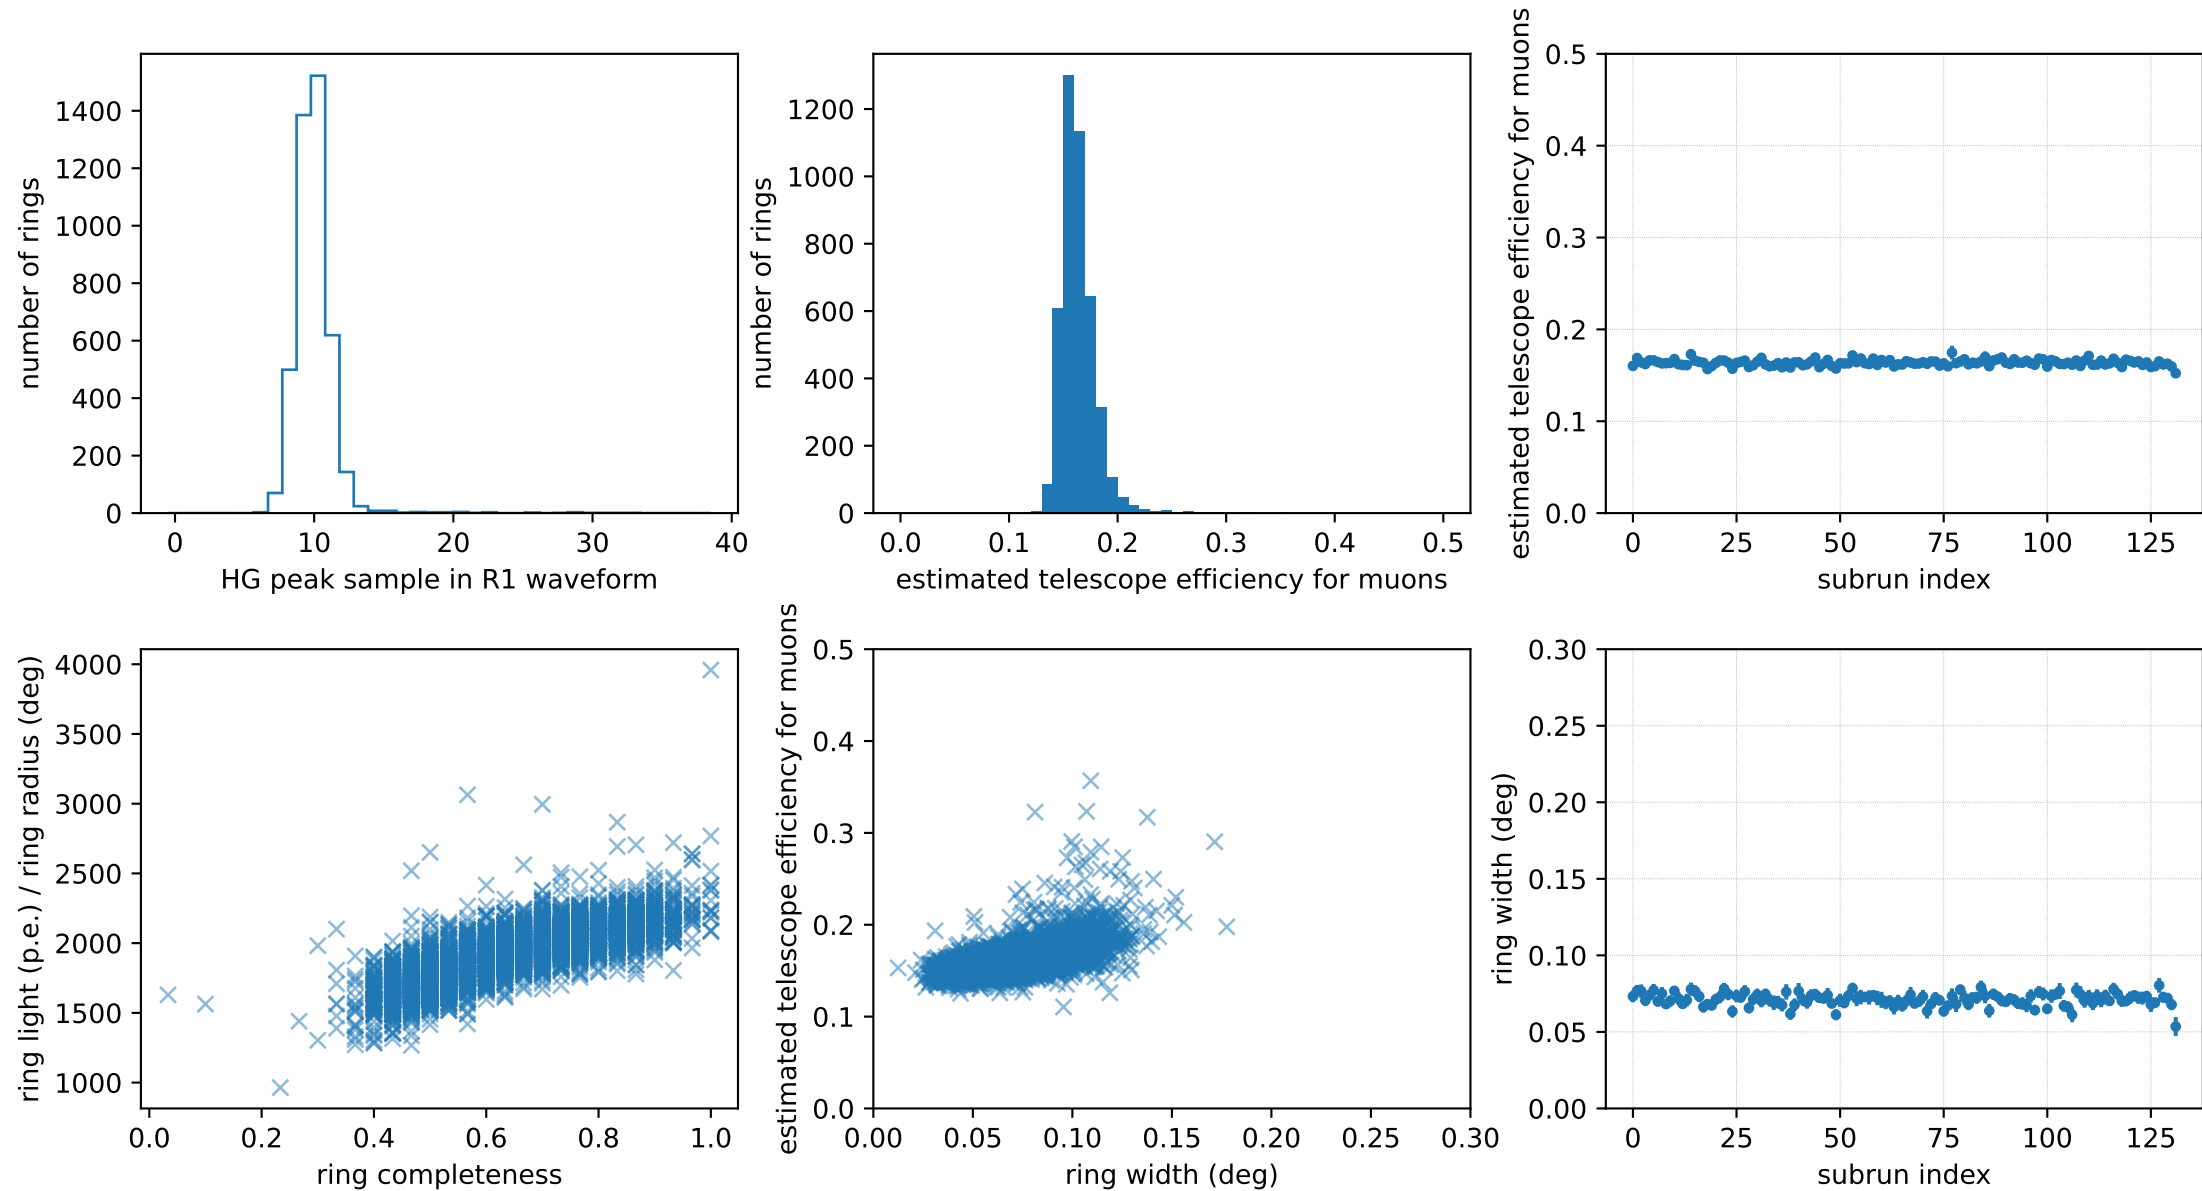 number of rings
1400
1200
1000
800
600
400
200
0
0 10 20 30 40
HG peak sample in R1 waveform
number of rings
1200
1000
800
600
400
200
0
0.0 0.1 0.2 0.3 0.4 0.5
estimated telescope efficiency for muons
estimated telescope efficiency for muons
0.5
0.4
0.3
0.2
0.1
0.0
0 25 50 75 100 125
subrun index
ring light (p.e.) / ring radius (deg)
4000
3500
3000
2500
2000
1500
1000
0.0 0.2 0.4 0.6 0.8 1.0
ring completeness
estimated telescope efficiency for muons
0.5
0.4
0.3
0.2
0.1
0.0
0.00 0.05 0.10 0.15 0.20 0.25 0.30
ring width (deg)
ring width (deg)
0.30
0.25
0.20
0.15
0.10
0.05
0.00
0 25 50 75 100 125
subrun index